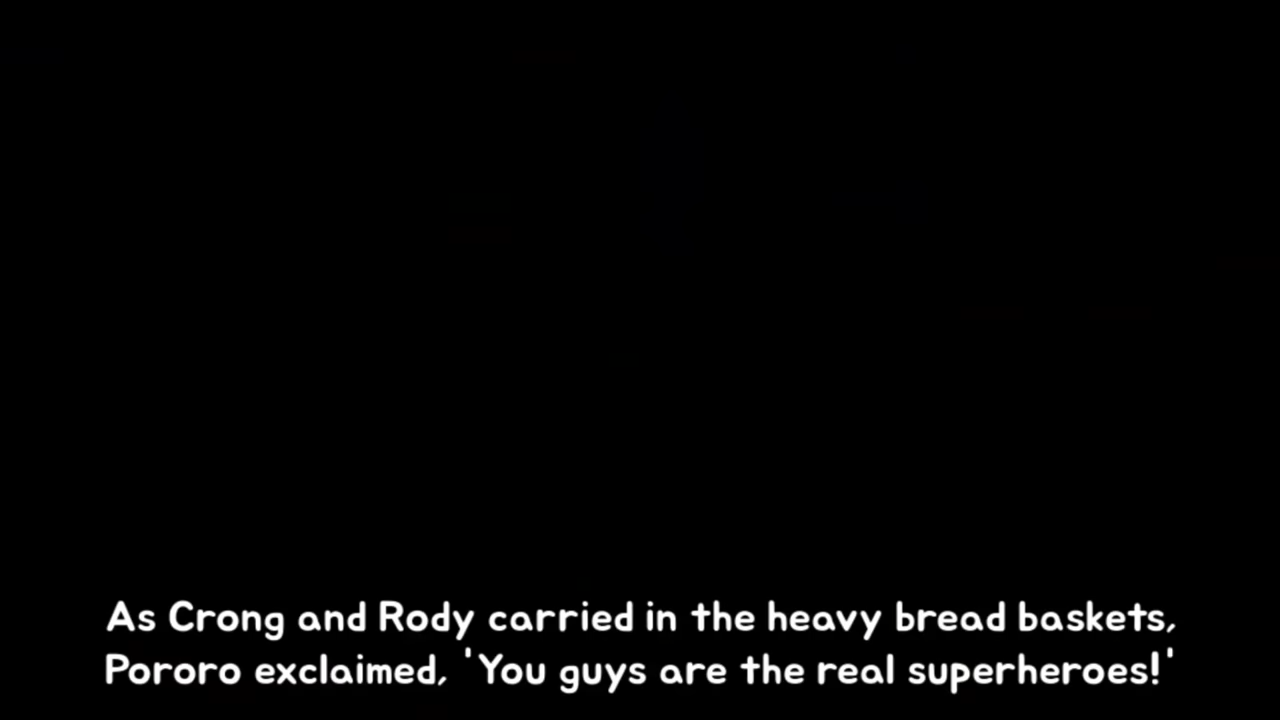 As Crong and Rody carried in the heavy bread baskets,
Pororo exclaimed, 'You guys are the real superheroes!'